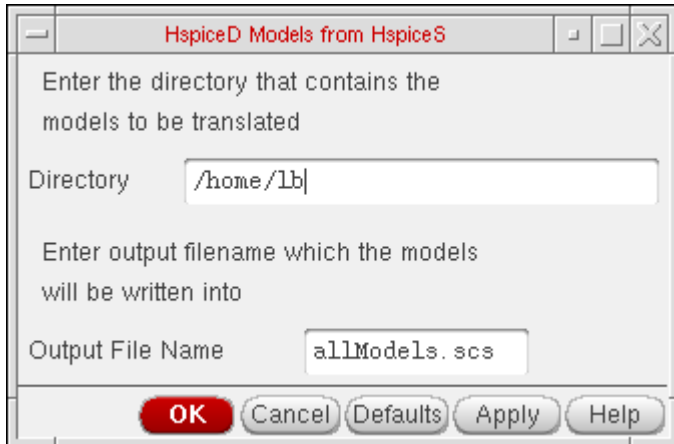 HspiceD Models from HspiceS
Enter the directory that contains the
models to be translated
Directory /home/lb
Enter output filename which the models
will be written into
Output File Name allModels.scs
OK Cancel Defaults Apply Help